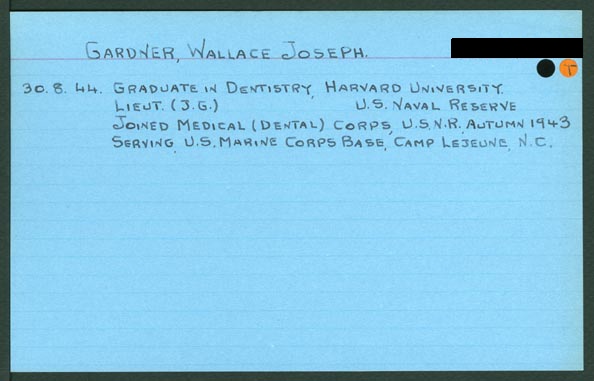 GARDNER, WALLACE JOSEPH.
T
30.8.44. GRADUATE IN DENTISTRY, HARVARD UNIVERSITY.
LIEUT. (J.G.) U.S. NAVAL RESERVE
JOINED MEDICAL (DENTAL) CORPS, U.S.N.R. AUTUMN 1943
SERVING U.S. MARINE CORPS BASE, CAMP LEJEUNE, N.C.